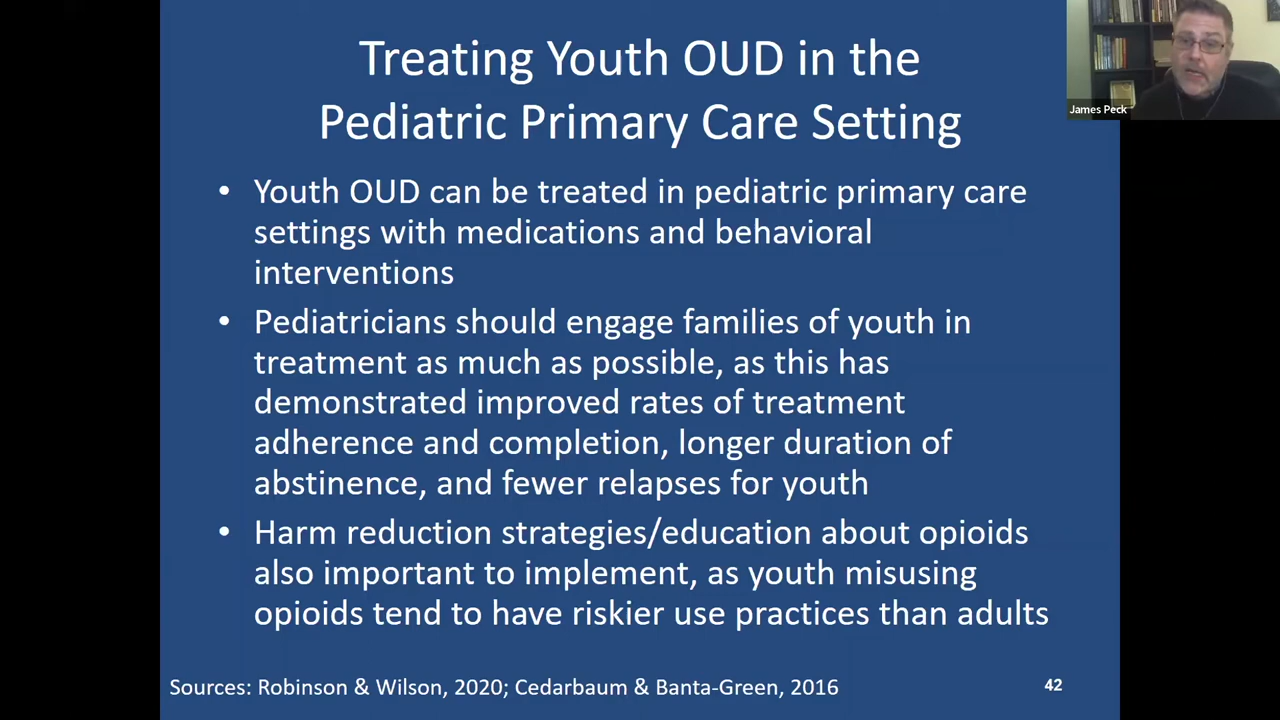 Treating Youth OUD in the
Pediatric Primary Care Setting
• Youth OUD can be treated in pediatric primary care
settings with medications and behavioral
interventions
• Pediatricians should engage families of youth in
treatment as much as possible, as this has
demonstrated improved rates of treatment
adherence and completion, longer duration of
abstinence, and fewer relapses for youth
• Harm reduction strategies/education about opioids
also important to implement, as youth misusing
opioids tend to have riskier use practices than adults
Sources: Robinson & Wilson, 2020; Cedarbaum & Banta-Green, 2016
42
James Peck